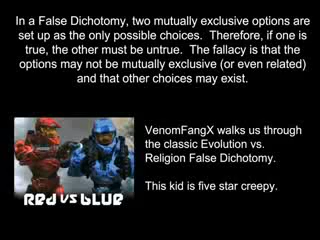 In a False Dichotomy, two mutually exclusive options are
set up as the only possible choices.  Therefore, if one is
true, the other must be untrue.  The fallacy is that the
options may not be mutually exclusive (or even related)
and that other choices may exist.
VenomFangX walks us through
the classic Evolution vs.
Religion False Dichotomy.
This kid is five star creepy.
RED vs BLUE